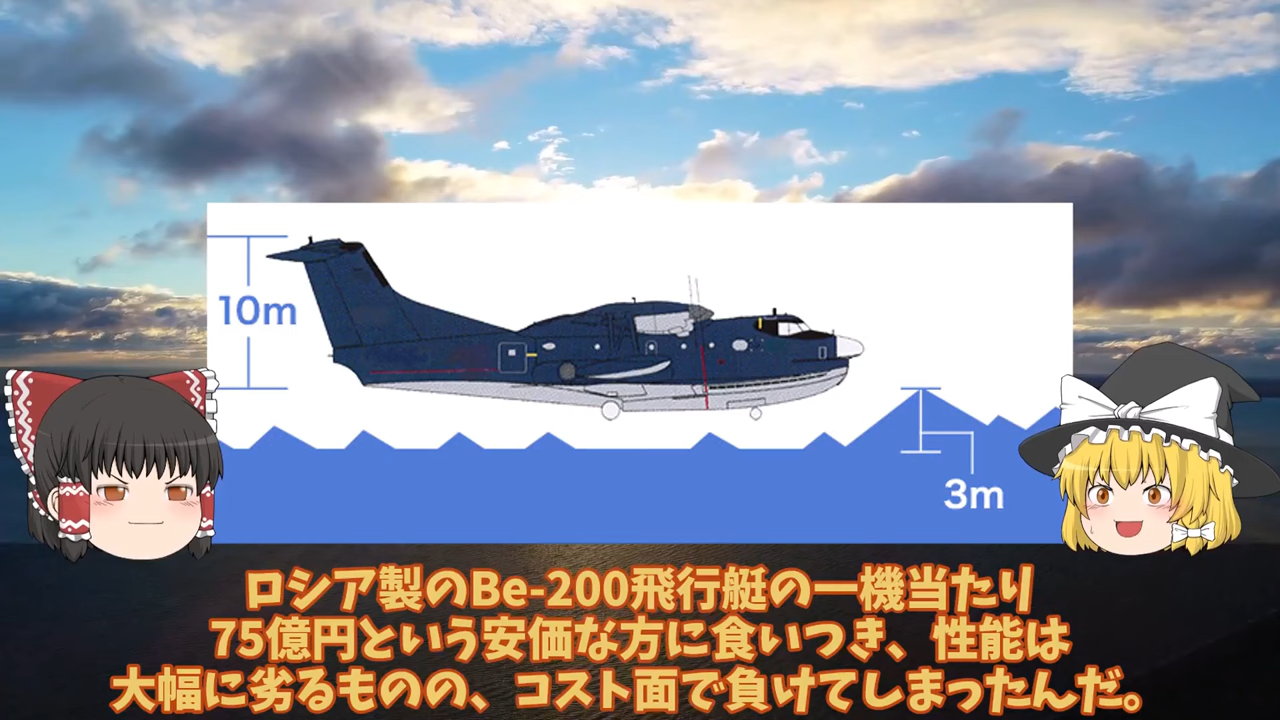 10m
3m
ロシア製のBe-200飛行艇の一機当たり
75億円という安価な方に食いつき、性能は
大幅に劣るものの、コスト面で負けてしまったんだ。